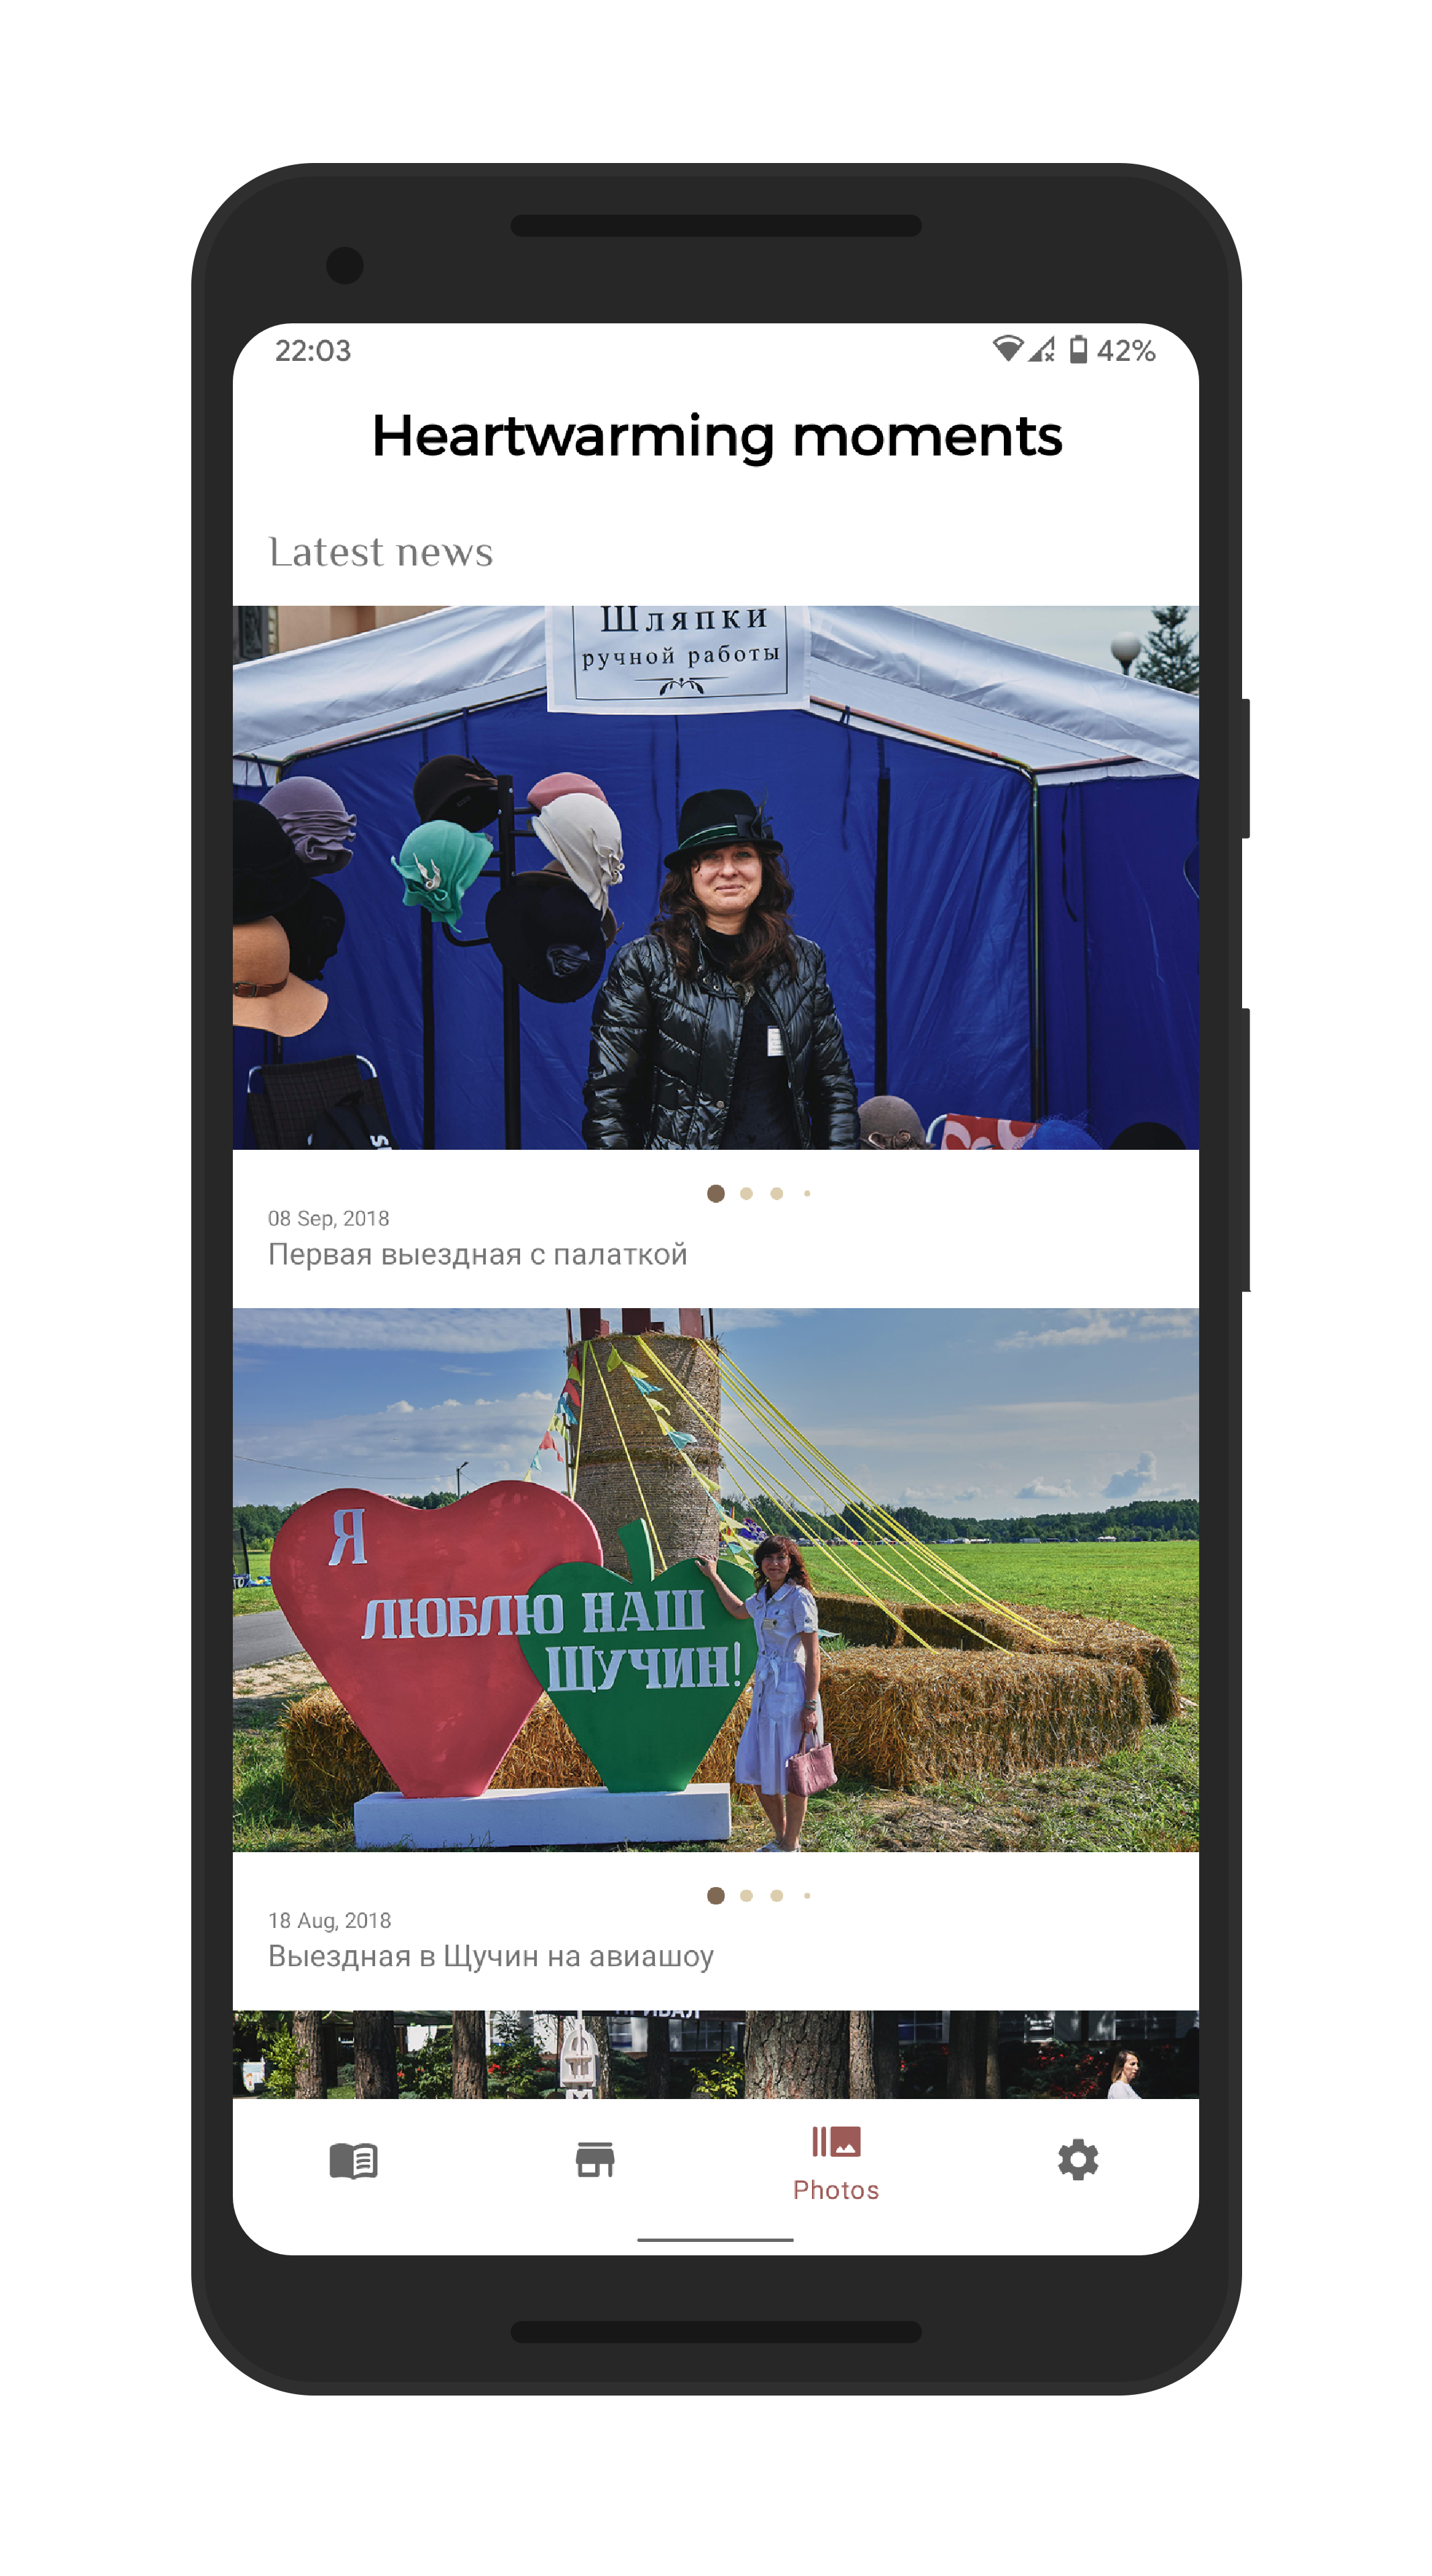 22:03
42%
Heartwarming moments
Latest news
Шляпки
ручной работы
08 Sep, 2018
Первая выездная с палаткой
Я
ЛЮБЛЮ НАШ
ЩУЧИН!
18 Aug, 2018
Выездная в Щучин на авиашоу
Photos